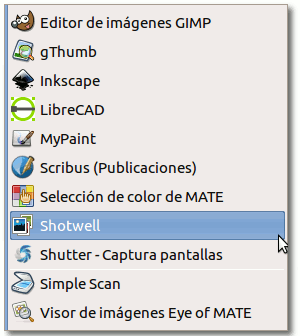 Editor de imágenes GIMP
gThumb
Inkscape
LibreCAD
MyPaint
Scribus (Publicaciones)
Selección de color de MATE
Shotwell
Shutter - Captura pantallas
Simple Scan
Visor de imágenes Eye of MATE